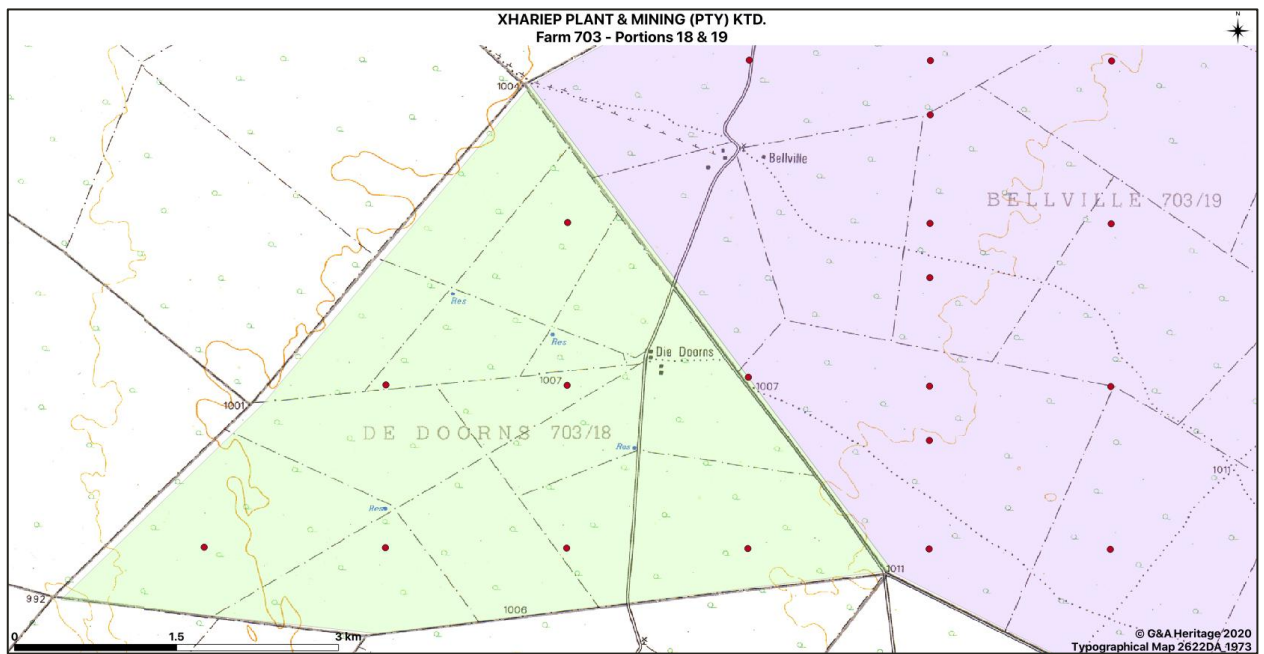 XHARIEP PLANT & MINING (PTY) KTD.
Farm 703 - Portions 18 & 19
N
1004
Bellville
BELLVILLE 703/19
Res
Res
Die Doorns
1007
1007
1001
DE DOORNS 703/18
Res
1011
Res
1011
992
1006
0 1.5 3 km
© G&A Heritage 2020
Typographical Map 2622DA_1973